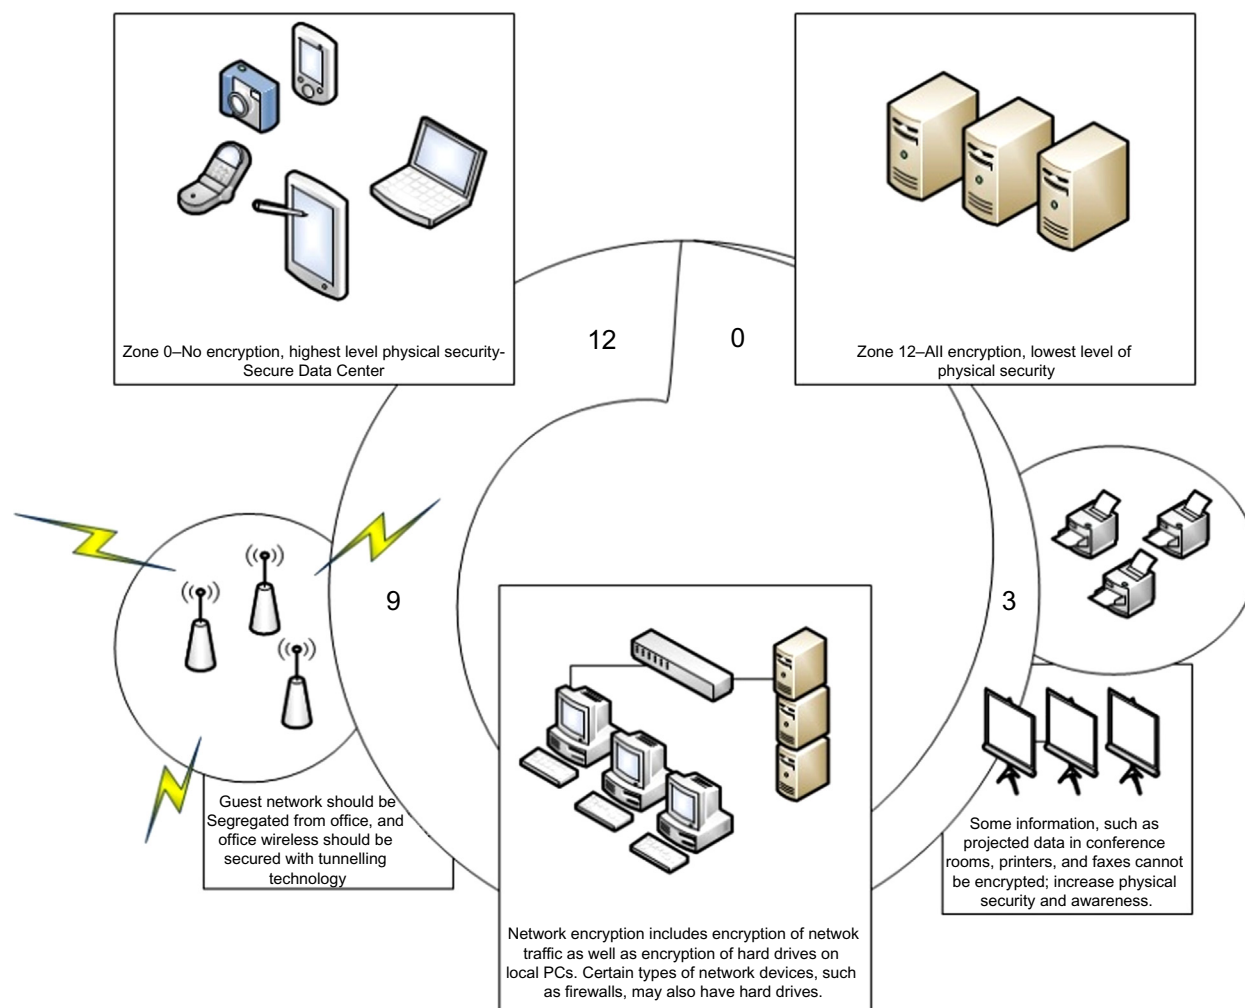 Zone 0–No encryption, highest level physical security-
Secure Data Center
Zone 12–All encryption, lowest level of
physical security
12
0
9
3
Guest network should be
Segregated from office, and
office wireless should be
secured with tunnelling
technology
Some information, such as
projected data in conference
rooms, printers, and faxes cannot
be encrypted; increase physical
security and awareness.
Network encryption includes encryption of netwok
traffic as well as encryption of hard drives on
local PCs. Certain types of network devices, such
as firewalls, may also have hard drives.